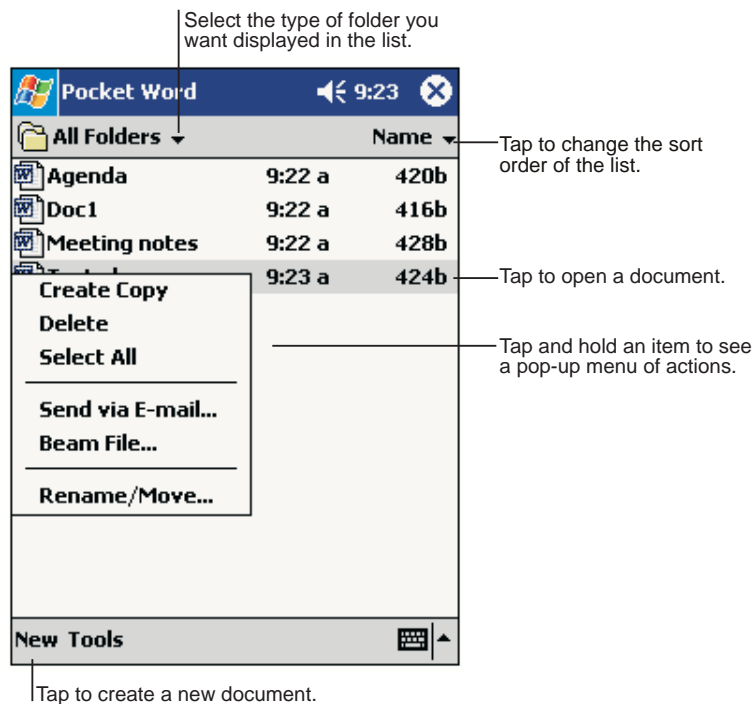 Select the type of folder you
want displayed in the list.
Pocket Word 9:23
All Folders Name
Tap to change the sort
order of the list.
Agenda 9:22 a 420b
Doc1 9:22 a 416b
Meeting notes 9:22 a 428b
9:23 a 424b
Tap to open a document.
Create Copy
Delete
Select All
Tap and hold an item to see
a pop-up menu of actions.
Send via E-mail...
Beam File...
Rename/Move...
New Tools
Tap to create a new document.